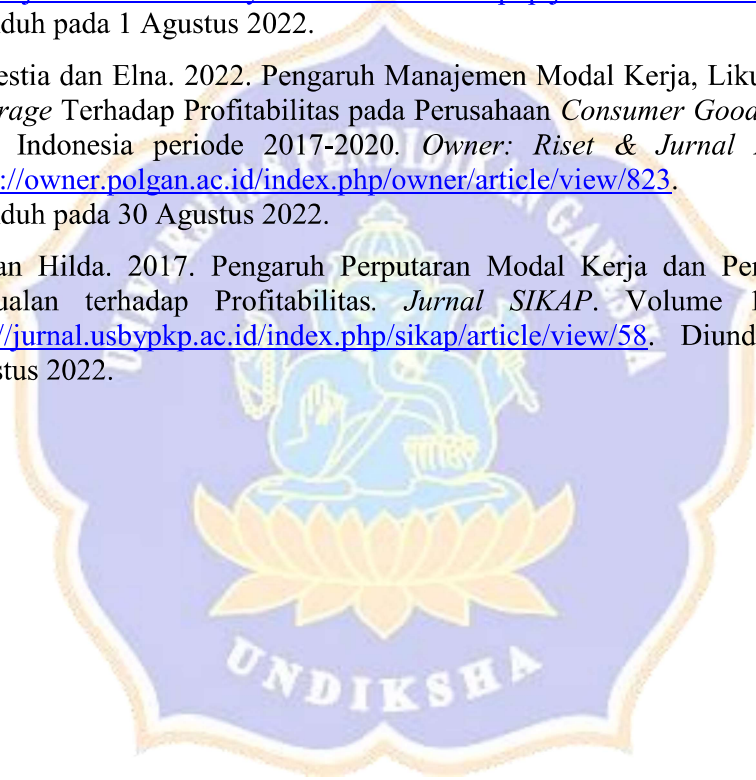 duh pada 1 Agustus 2022.
estia dan Elna. 2022. Pengaruh Manajemen Modal Kerja, Liku
rage Terhadap Profitabilitas pada Perusahaan Consumer Good
Indonesia periode 2017-2020. Owner: Riset & Jurnal
://owner.polgan.ac.id/index.php/owner/article/view/823.
duh pada 30 Agustus 2022.
an Hilda. 2017. Pengaruh Perputaran Modal Kerja dan Per
ualan terhadap Profitabilitas. Jurnal SIKAP. Volume
//jurnal.usbypkp.ac.id/index.php/sikap/article/view/58. Diund
stus 2022.
UNIVERSITAS PENDIDIKAN GANESHA
UNDIKSHA